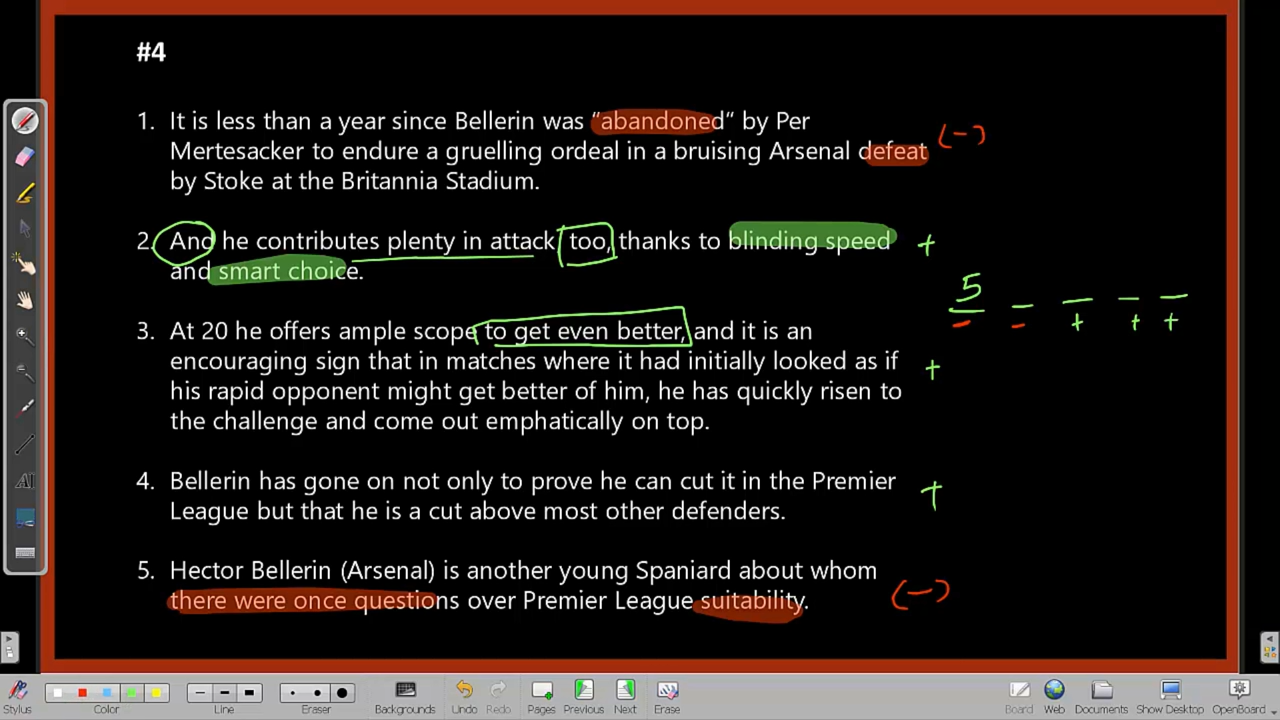 #4
1. It is less than a year since Bellerin was “abandoned“ by Per
Mertesacker to endure a gruelling ordeal in a bruising Arsenal defeat (-)
by Stoke at the Britannia Stadium.
2. And he contributes plenty in attack too, thanks to blinding speed +
and smart choice.
5 _ _ _ _
- - + + +
3. At 20 he offers ample scope to get even better, and it is an
encouraging sign that in matches where it had initially looked as if +
his rapid opponent might get better of him, he has quickly risen to
the challenge and come out emphatically on top.
4. Bellerin has gone on not only to prove he can cut it in the Premier +
League but that he is a cut above most other defenders.
5. Hector Bellerin (Arsenal) is another young Spaniard about whom
there were once questions over Premier League suitability. (-)
AI
Stylus Color Line Eraser Backgrounds Undo Redo Pages Previous Next Erase Board Web Documents Show Desktop OpenBoard